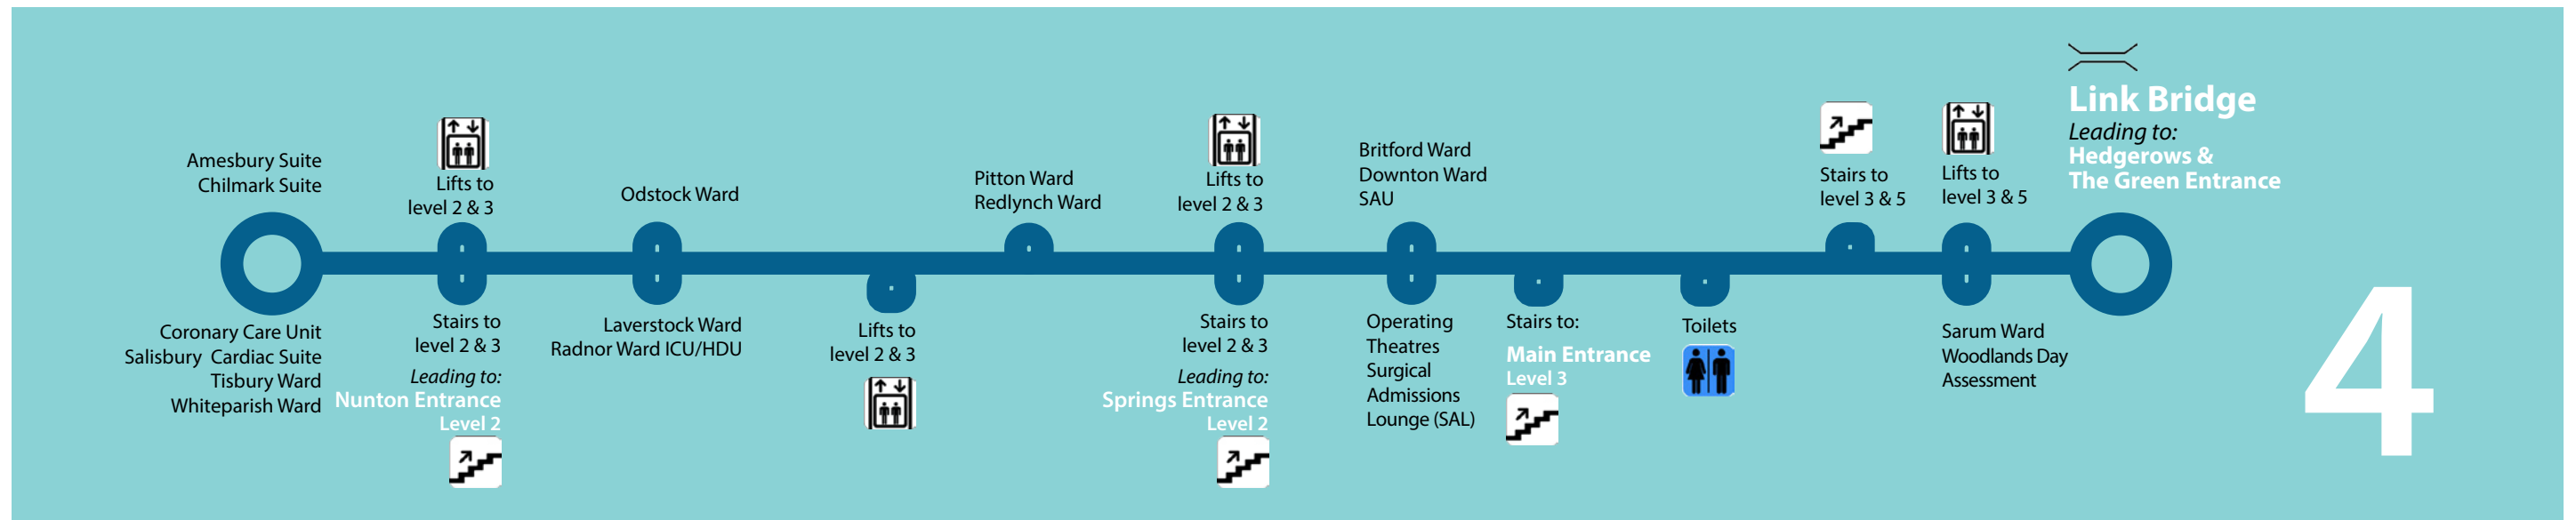 Amesbury Suite
Chilmark Suite
Coronary Care Unit
Salisbury Cardiac Suite
Tisbury Ward
Whiteparish Ward
Lifts to
level 2 & 3
Stairs to
level 2 & 3
Leading to:
Nunton Entrance
Level 2
Odstock Ward
Laverstock Ward
Radnor Ward ICU/HDU
Lifts to
level 2 & 3
Pitton Ward
Redlynch Ward
Lifts to
level 2 & 3
Stairs to
level 2 & 3
Leading to:
Springs Entrance
Level 2
Britford Ward
Downton Ward
SAU
Operating
Theatres
Surgical
Admissions
Lounge (SAL)
Stairs to:
Main Entrance
Level 3
Toilets
Stairs to
level 3 & 5
Lifts to
level 3 & 5
Sarum Ward
Woodlands Day
Assessment
Link Bridge
Leading to:
Hedgerows &
The Green Entrance
4